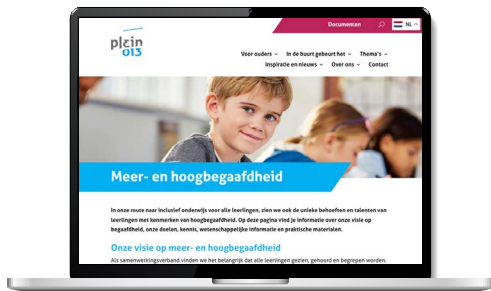 Documenten
NL
plein
013
Voor ouders In de buurt gebeurt het Thema's
Inspiratie en nieuws Over ons Contact
Meer- en hoogbegaafdheid
In onze route naar inclusief onderwijs voor alle leerlingen, zien we ook de unieke behoeften en talenten van
leerlingen met kenmerken van hoogbegaafdheid. Op deze pagina vind je informatie over onze visie op
begaafdheid, onze doelen, kennis, wetenschappelijke informatie en praktische materialen.
Onze visie op meer- en hoogbegaafdheid
Als samenwerkingsverband vinden we het belangrijk dat alle leerlingen gezien, gehoord en begrepen worden.